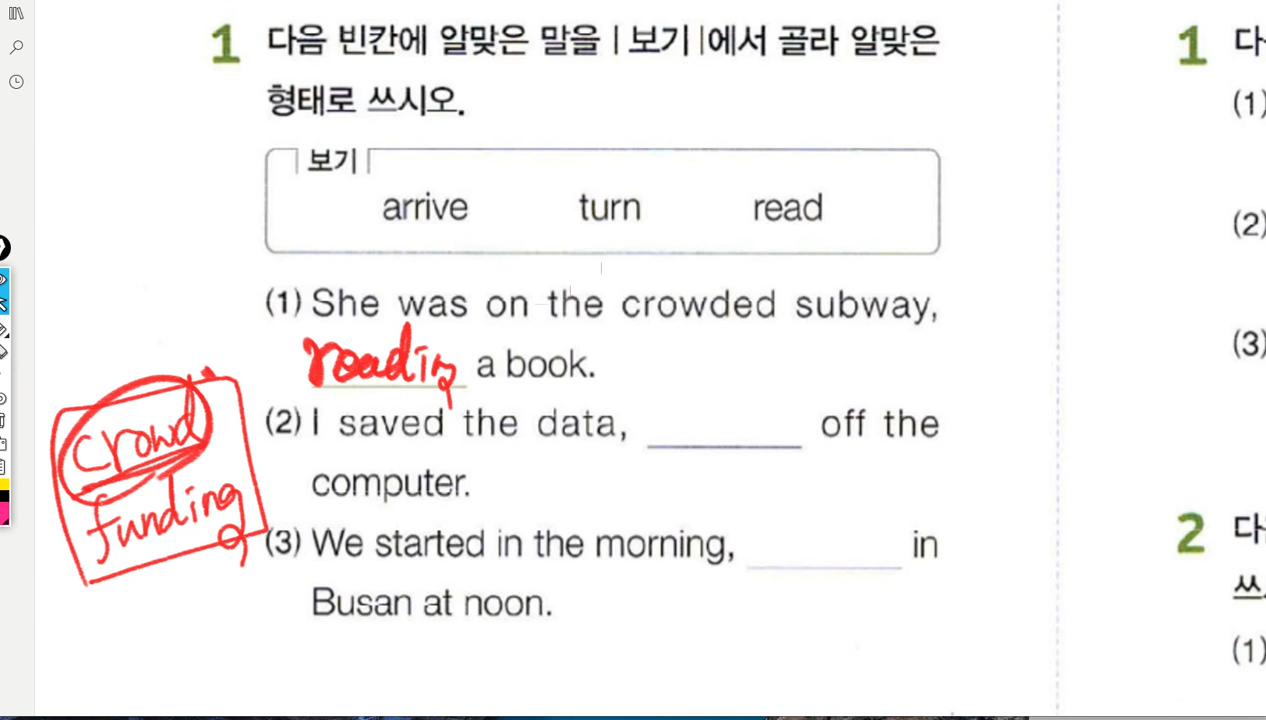 1 다음 빈칸에 알맞은 말을 |보기|에서 골라 알맞은
형태로 쓰시오.
|보기|
arrive turn read
(1) She was on the crowded subway,
reading a book.
(2) I saved the data, ________ off the
computer.
(3) We started in the morning, ________ in
Busan at noon.
crowd
funding
1
(1)
(2)
(3)
2
(1)